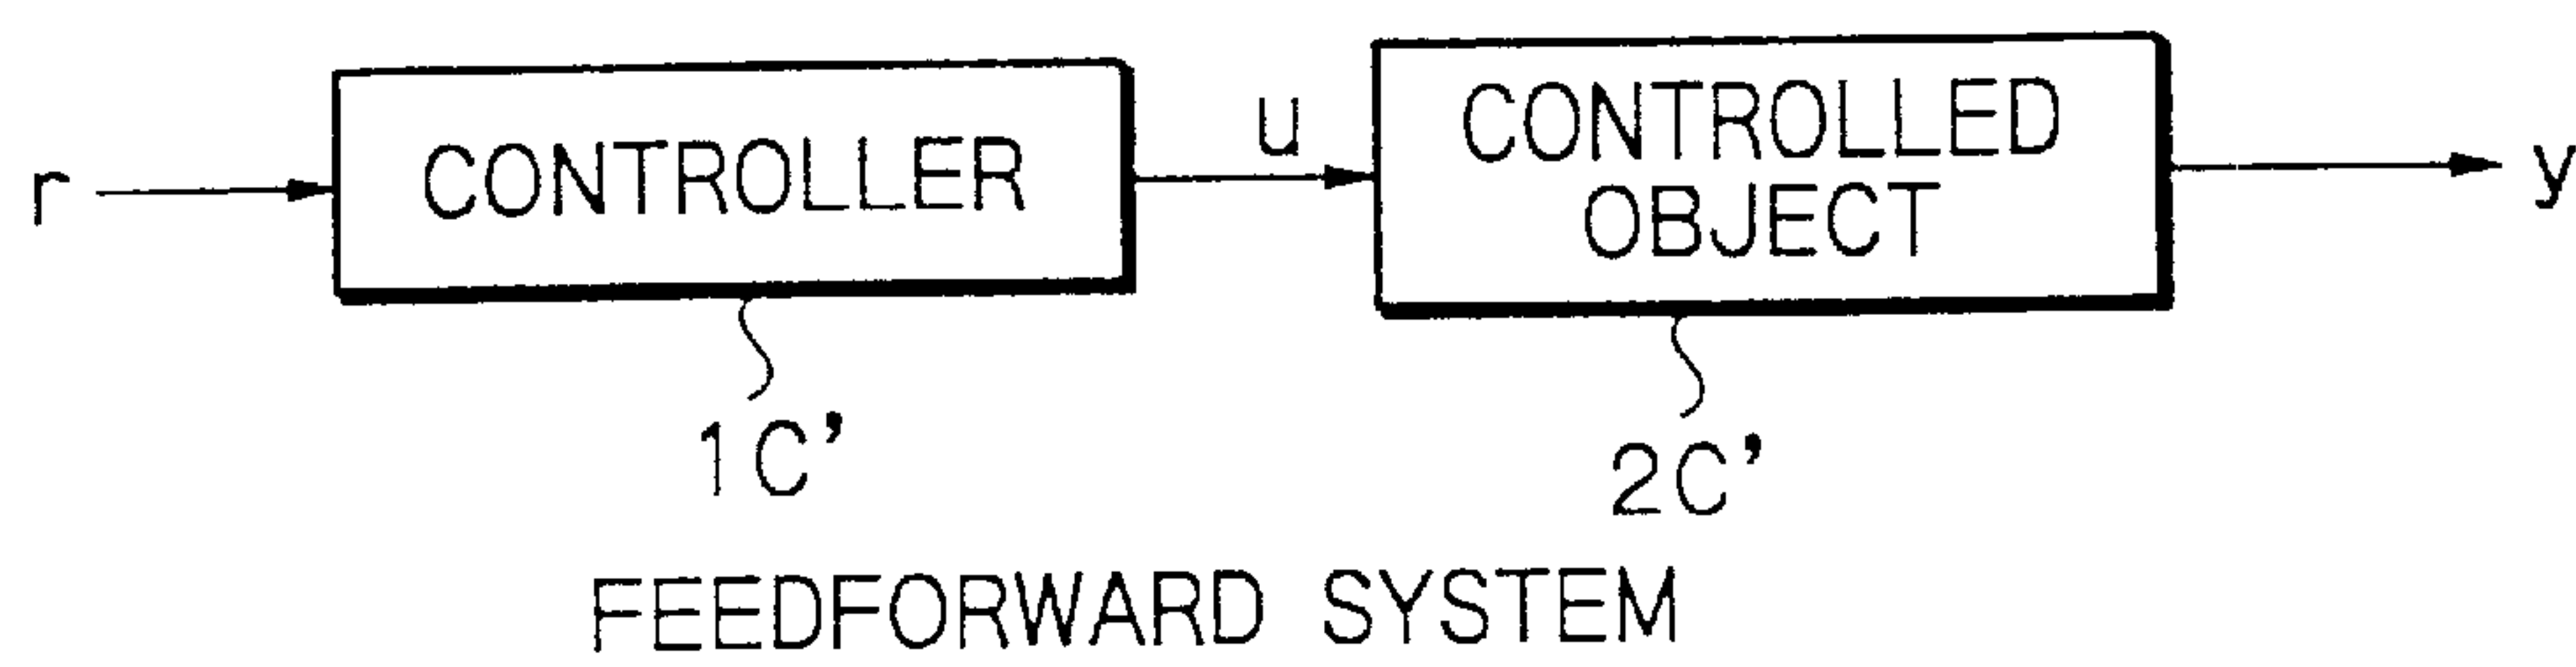 r
CONTROLLER
u
CONTROLLED
OBJECT
y
1C'
2C'
FEEDFORWARD SYSTEM